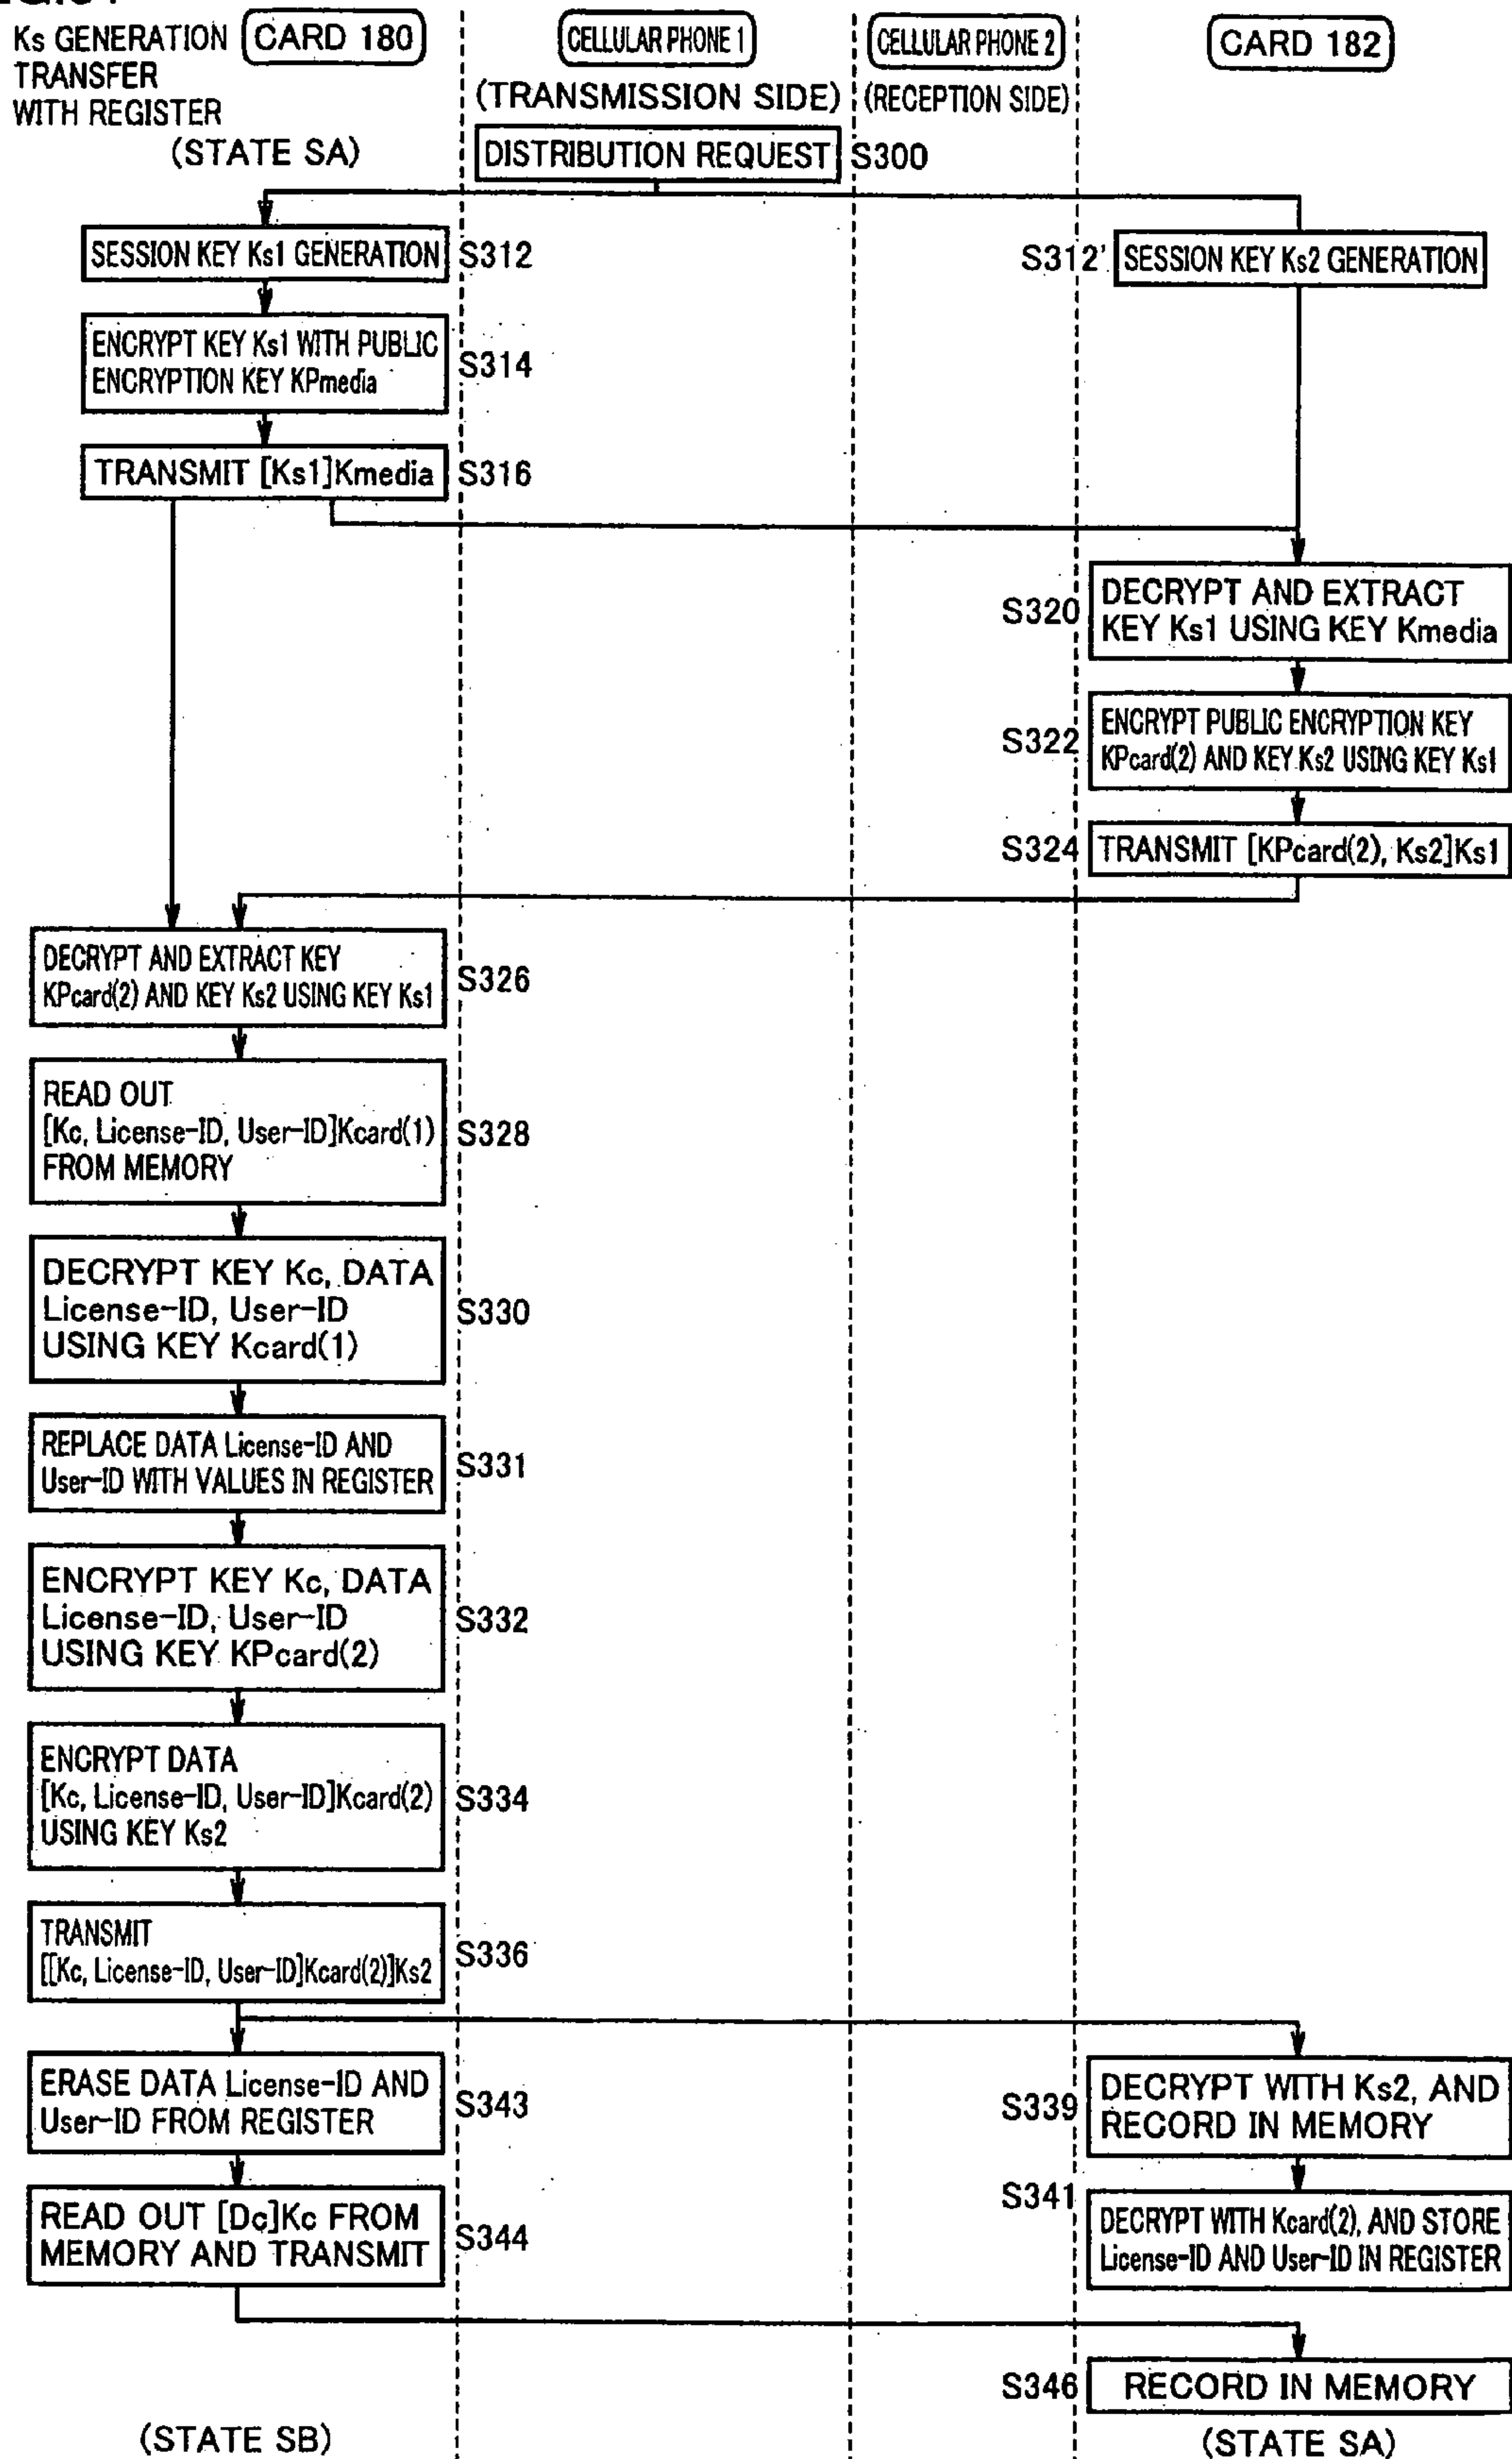 Ks GENERATION
TRANSFER
WITH REGISTER
CARD 180
CELLULAR PHONE 1
CELLULAR PHONE 2
CARD 182
(TRANSMISSION SIDE)
(RECEPTION SIDE)
(STATE SA)
DISTRIBUTION REQUEST
S300
SESSION KEY Ks1 GENERATION
S312
S312'
SESSION KEY Ks2 GENERATION
ENCRYPT KEY Ks1 WITH PUBLIC
ENCRYPTION KEY KPmedia
S314
TRANSMIT [Ks1]Kmedia
S316
S320
DECRYPT AND EXTRACT
KEY Ks1 USING KEY Kmedia
S322
ENCRYPT PUBLIC ENCRYPTION KEY
KPcard(2) AND KEY Ks2 USING KEY Ks1
S324
TRANSMIT [KPcard(2), Ks2]Ks1
DECRYPT AND EXTRACT KEY
KPcard(2) AND KEY Ks2 USING KEY Ks1
S326
READ OUT
[Kc, License-ID, User-ID]Kcard(1)
FROM MEMORY
S328
DECRYPT KEY Kc, DATA
License-ID, User-ID
USING KEY Kcard(1)
S330
REPLACE DATA License-ID AND
User-ID WITH VALUES IN REGISTER
S331
ENCRYPT KEY Kc, DATA
License-ID, User-ID
USING KEY KPcard(2)
S332
ENCRYPT DATA
[Kc, License-ID, User-ID]Kcard(2)
USING KEY Ks2
S334
TRANSMIT
[[Kc, License-ID, User-ID]Kcard(2)]Ks2
S336
ERASE DATA License-ID AND
User-ID FROM REGISTER
S343
S339
DECRYPT WITH Ks2, AND
RECORD IN MEMORY
READ OUT [Dc]Kc FROM
MEMORY AND TRANSMIT
S344
S341
DECRYPT WITH Kcard(2), AND STORE
License-ID AND User-ID IN REGISTER
S346
RECORD IN MEMORY
(STATE SB)
(STATE SA)